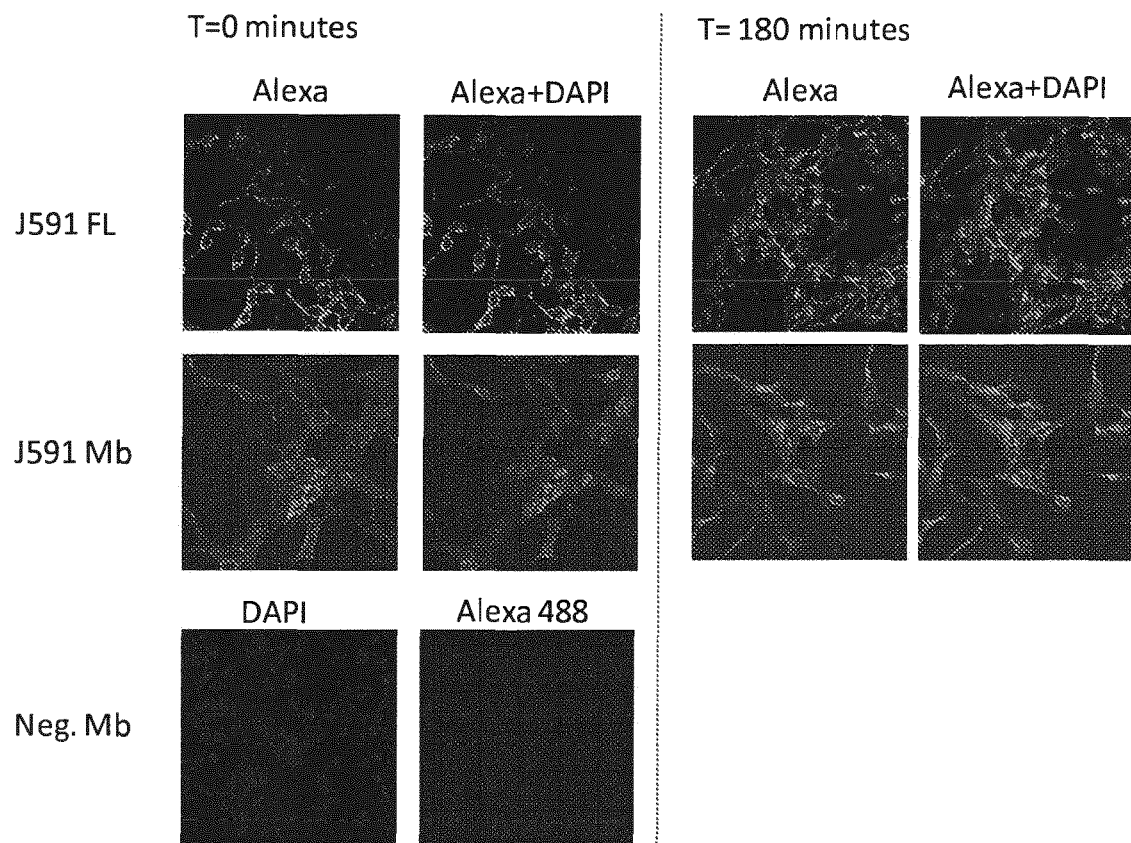 T=0 minutes
T= 180 minutes
Alexa
Alexa+DAPI
Alexa
Alexa+DAPI
J591 FL
J591 Mb
DAPI
Alexa 488
Neg. Mb